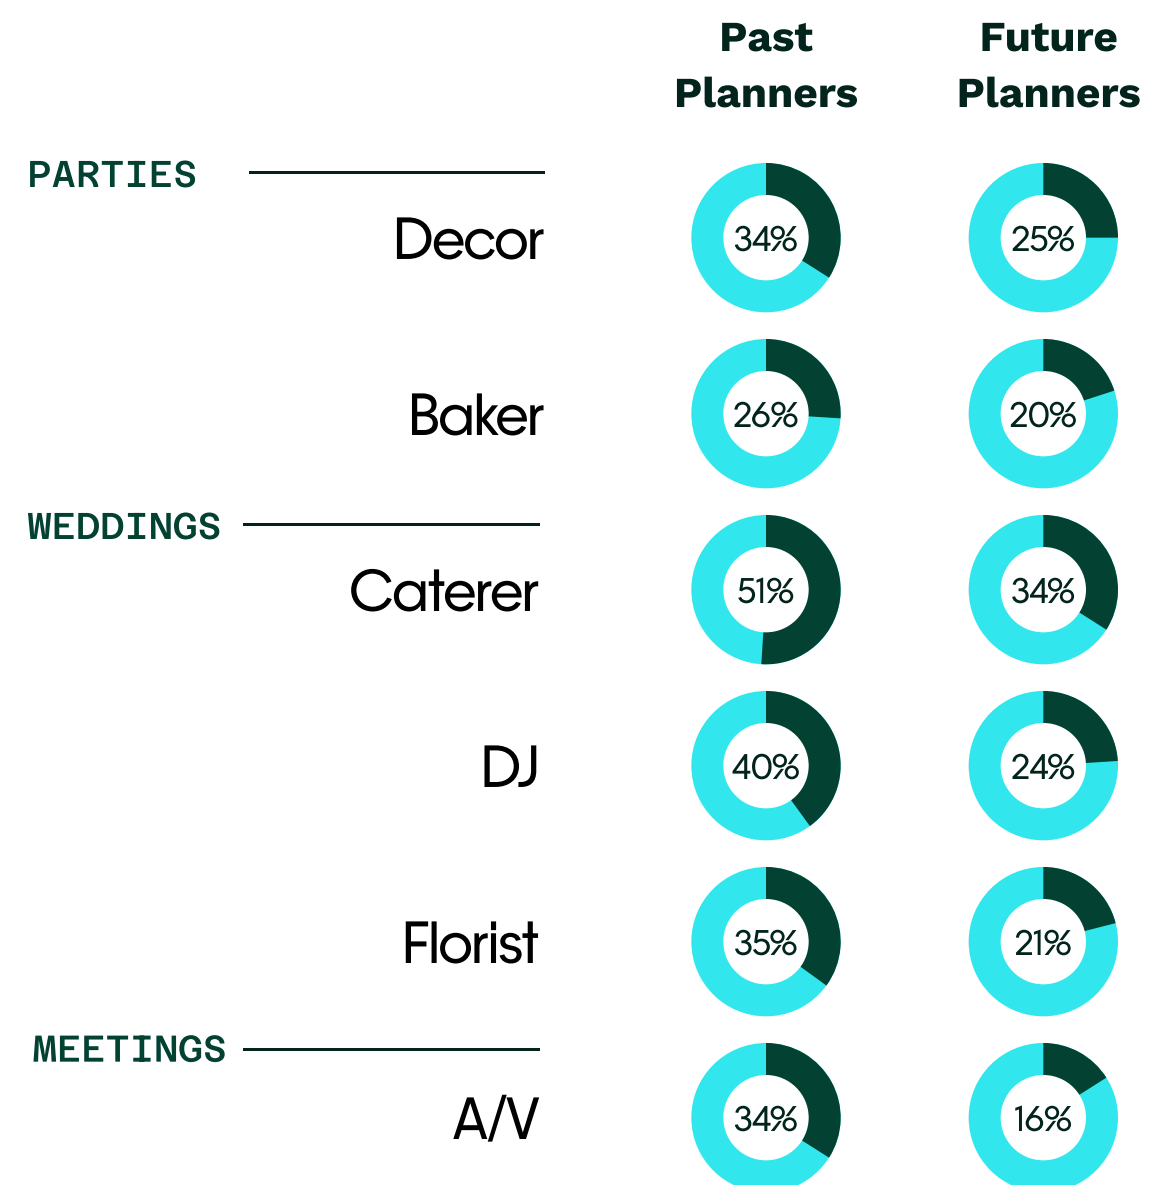 Past Future
Planners Planners
PARTIES
Decor 34% 25%
Baker 26% 20%
WEDDINGS
Caterer 51% 34%
DJ 40% 24%
Florist 35% 21%
MEETINGS
A/V 34% 16%